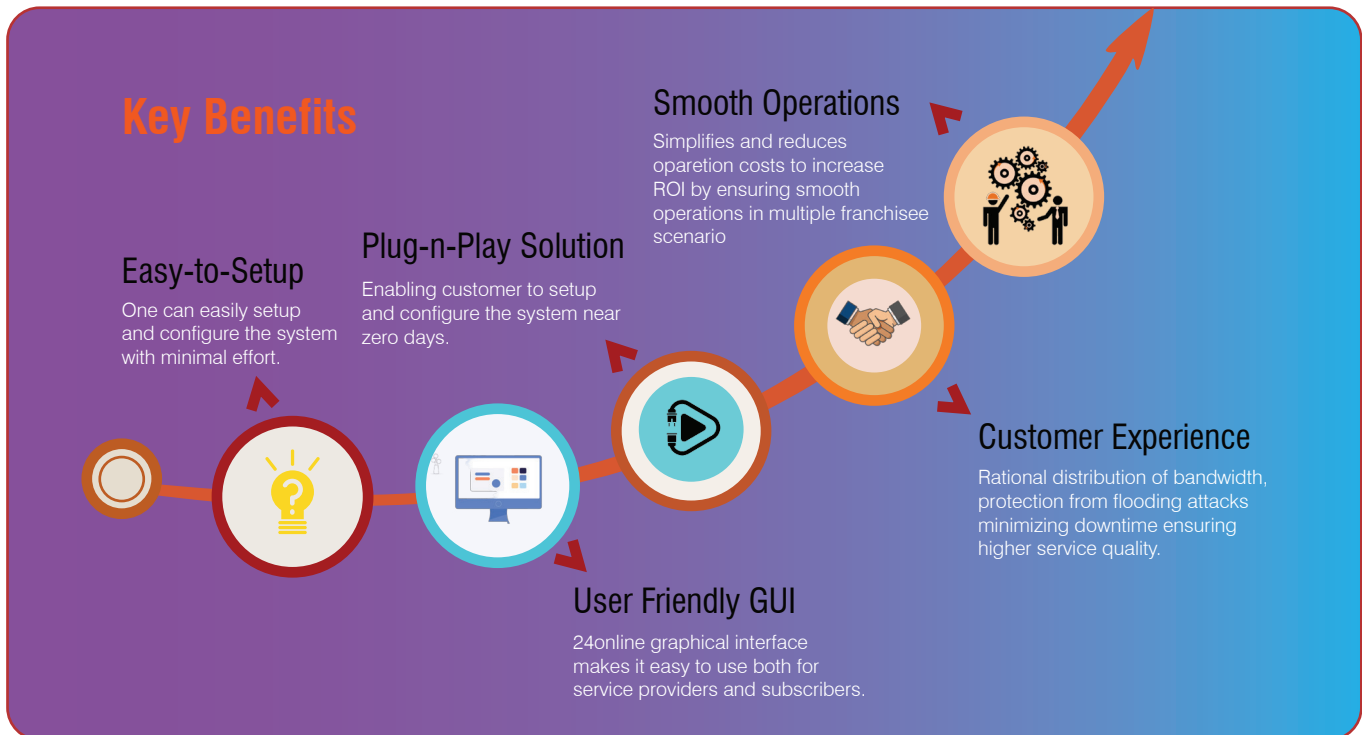 Key Benefits
Easy-to-Setup
One can easily setup
and configure the system
with minimal effort.
Plug-n-Play Solution
Enabling customer to setup
and configure the system near
zero days.
Smooth Operations
Simplifies and reduces
oparetion costs to increase
ROI by ensuring smooth
operations in multiple franchisee
scenario
Customer Experience
Rational distribution of bandwidth,
protection from flooding attacks
minimizing downtime ensuring
higher service quality.
User Friendly GUI
24online graphical interface
makes it easy to use both for
service providers and subscribers.